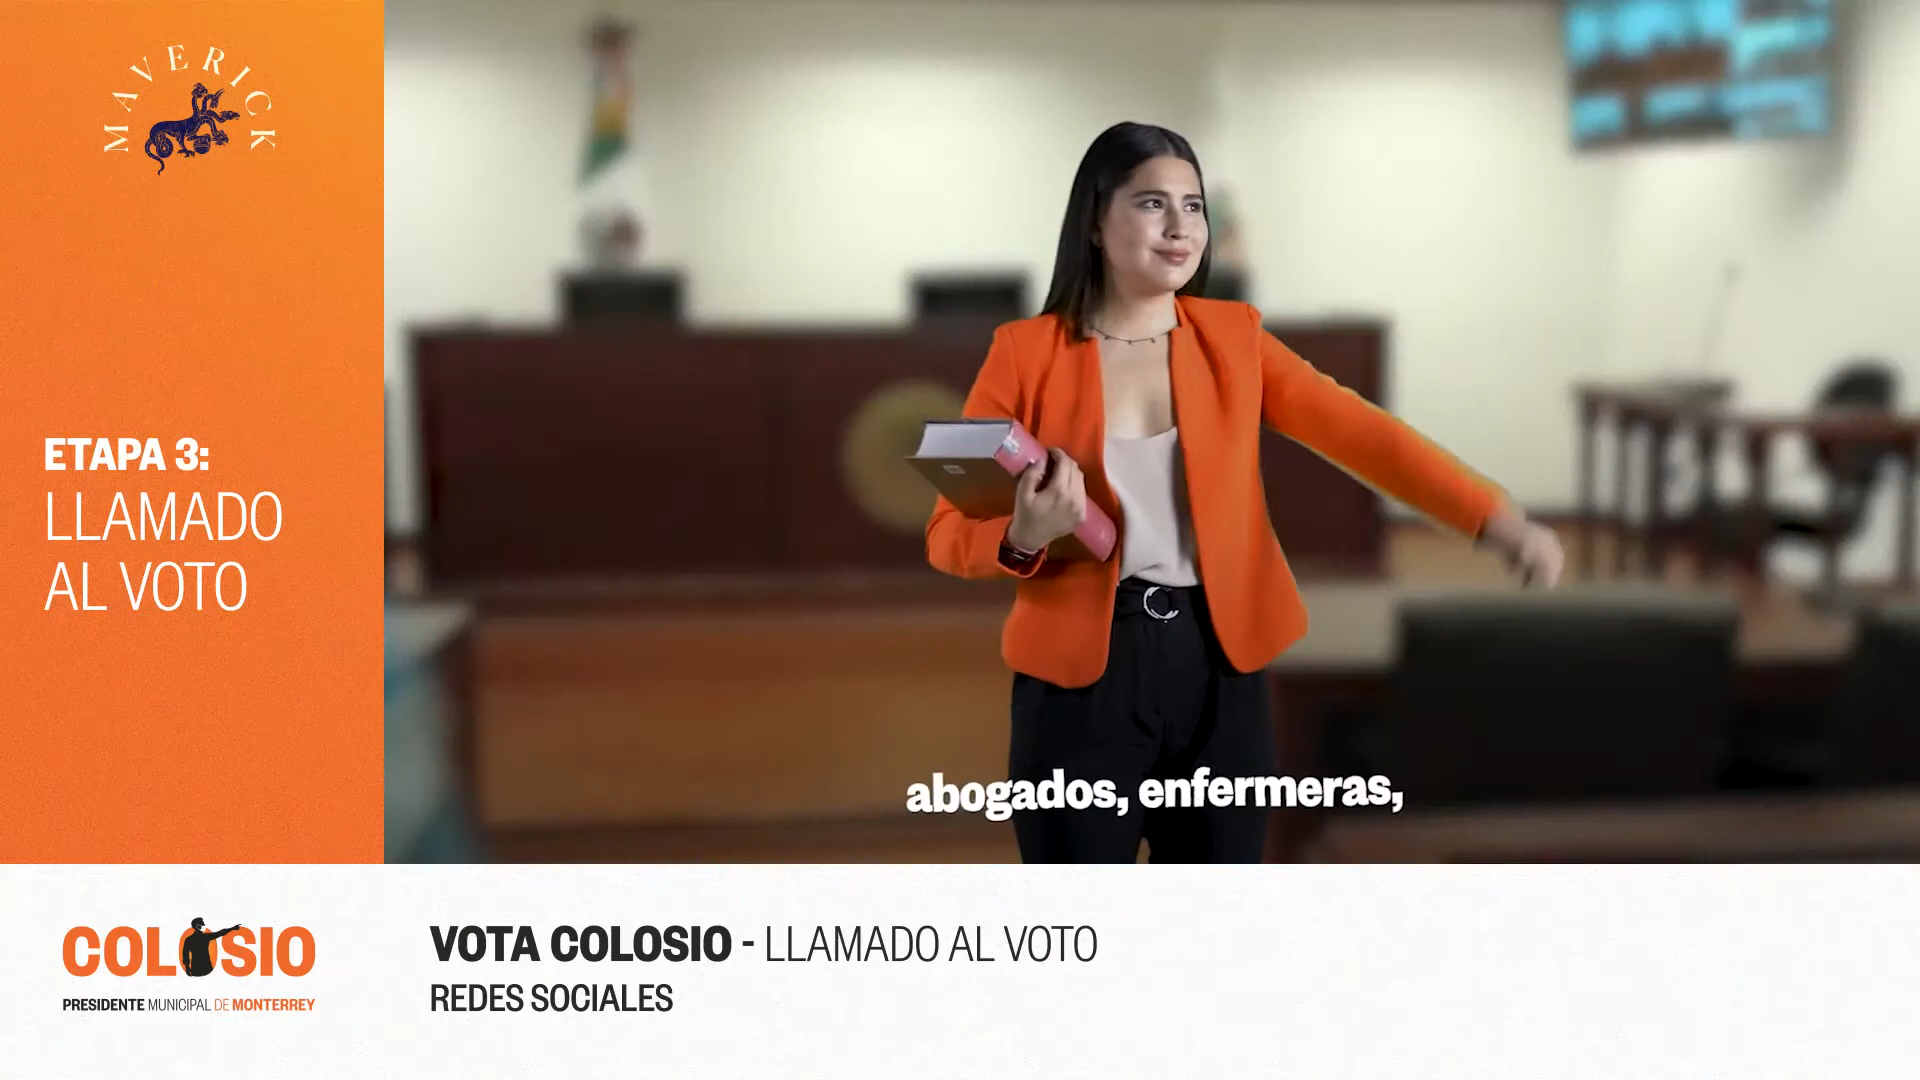 MAVERICK
ETAPA 3:
LLAMADO
AL VOTO
abogados, enfermeras,
COLOSIO
PRESIDENTE MUNICIPAL DE MONTERREY
VOTA COLOSIO - LLAMADO AL VOTO
REDES SOCIALES